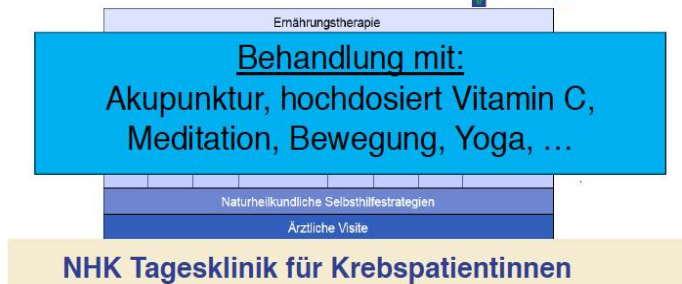 Ernährungstherapie
Behandlung mit:
Akupunktur, hochdosiert Vitamin C,
Meditation, Bewegung, Yoga, …
Naturheilkundliche Selbsthilfestrategien
Ärztliche Visite
NHK Tagesklinik für Krebspatientinnen